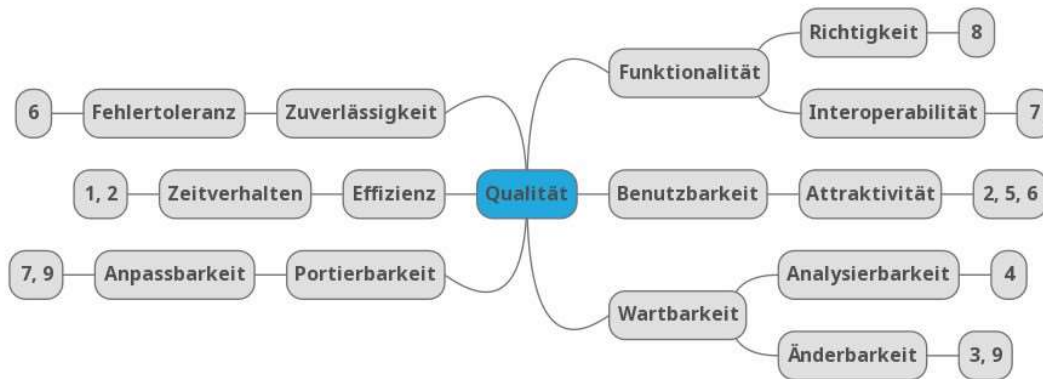 Qualität
Funktionalität
Richtigkeit
8
Interoperabilität
7
Benutzbarkeit
Attraktivität
2, 5, 6
Wartbarkeit
Analysierbarkeit
4
Änderbarkeit
3, 9
Zuverlässigkeit
Fehlertoleranz
6
Effizienz
Zeitverhalten
1, 2
Portierbarkeit
Anpassbarkeit
7, 9